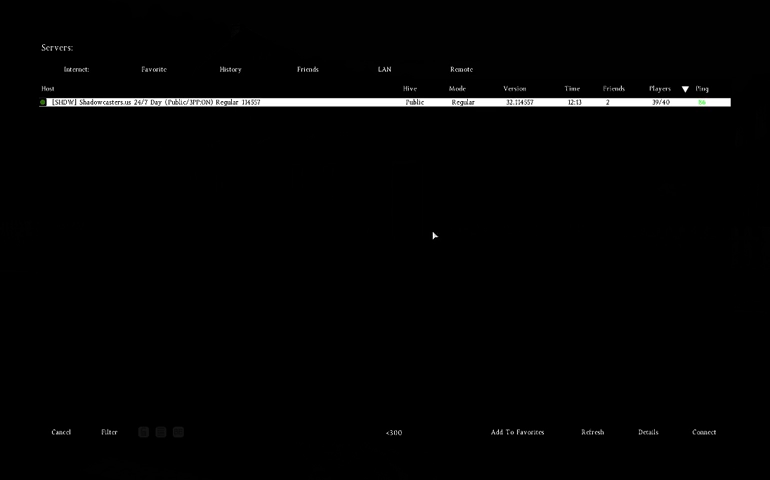 Servers:
Internet: Favorite History Friends LAN Remote
Host Hive Mode Version Time Friends Players Ping
[SHDW] Shadowcasters.us 24/7 Day (Public/3PP:ON) Regular 114557 Public Regular 32.114557 12:13 2 39/40 86
Cancel Filter <300 Add To Favorites Refresh Details Connect